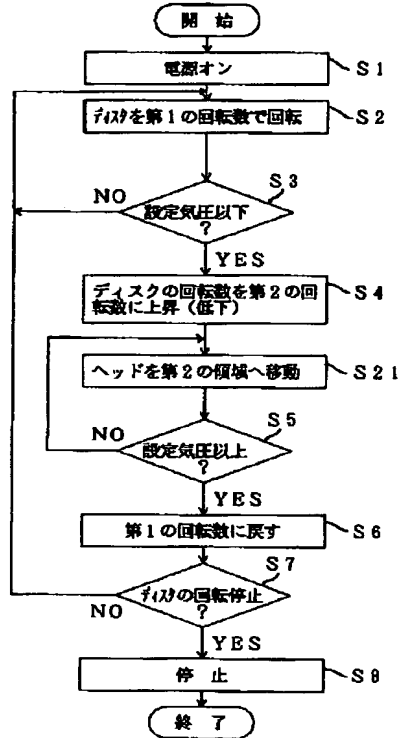 開 始
電源オン
S1
ディスクを第1の回転数で回転
S2
S3
NO
設定気圧以下
?
YES
ディスクの回転数を第2の回
転数に上昇（低下）
S4
ヘッドを第2の領域へ移動
S21
S5
NO
設定気圧以上
?
YES
第1の回転数に戻す
S6
S7
ディスクの回転停止
NO
?
YES
停 止
S8
終 了